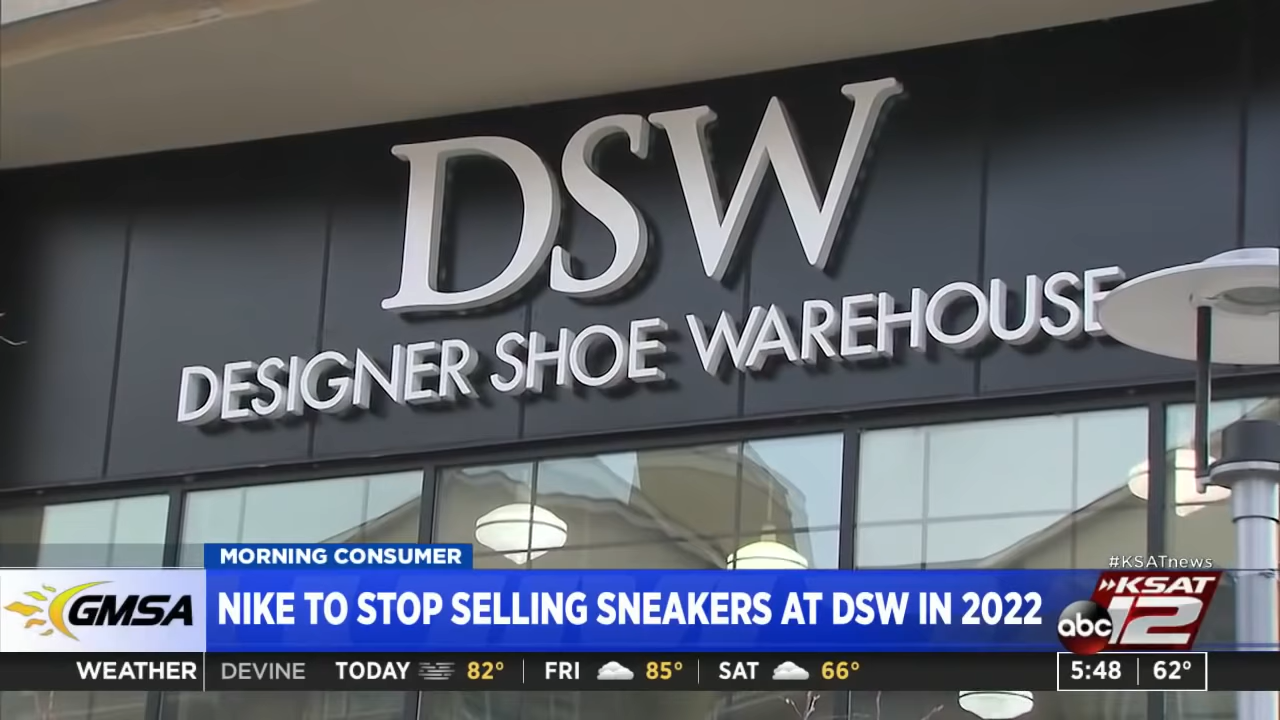 DSW
DESIGNER SHOE WAREHOUSE
MORNING CONSUMER
#KSATnews
GMSA
NIKE TO STOP SELLING SNEAKERS AT DSW IN 2022
KSAT
abc 12
WEATHER DEVINE TODAY 82° FRI 85° SAT 66° 5:48 62°